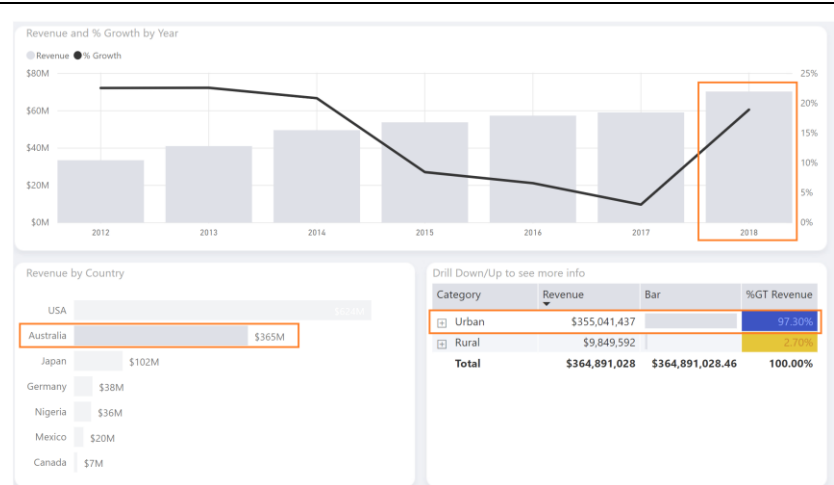 Revenue and % Growth by Year
Revenue % Growth
$80M 25%
20%
$60M
15%
$40M
10%
$20M
5%
$0M 0%
2012 2013 2014 2015 2016 2017 2018
Revenue by Country
USA
Australia $365M
Japan $102M
Germany $38M
Nigeria $36M
Mexico $20M
Canada $7M
Drill Down/Up to see more info
Category Revenue Bar %GT Revenue
Urban $355,041,437 97.30%
Rural $9,849,592 2.70%
Total $364,891,028 $364,891,028.46 100.00%